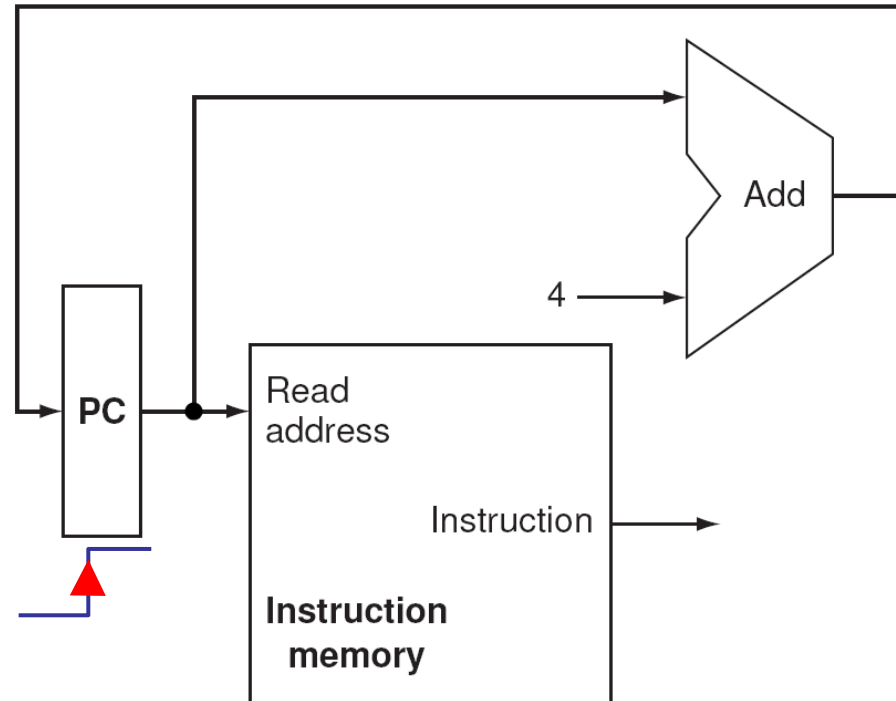 Add
4
PC
Read
address
Instruction
Instruction
memory